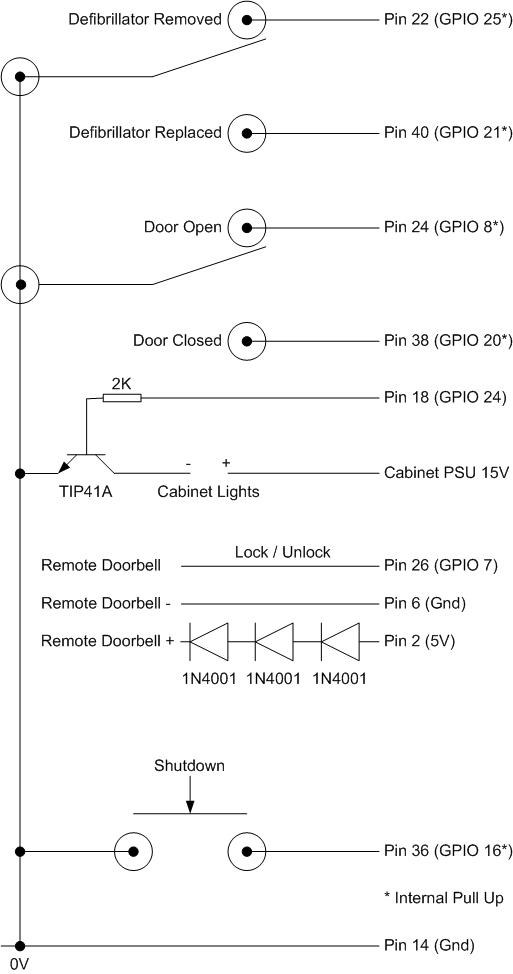 Defibrillator Removed Pin 22 (GPIO 25*)
Defibrillator Replaced Pin 40 (GPIO 21*)
Door Open Pin 24 (GPIO 8*)
Door Closed Pin 38 (GPIO 20*)
2K Pin 18 (GPIO 24)
- + Cabinet PSU 15V
TIP41A Cabinet Lights
Lock / Unlock
Remote Doorbell Pin 26 (GPIO 7)
Remote Doorbell - Pin 6 (Gnd)
Remote Doorbell + Pin 2 (5V)
1N4001 1N4001 1N4001
Shutdown
Pin 36 (GPIO 16*)
* Internal Pull Up
Pin 14 (Gnd)
0V